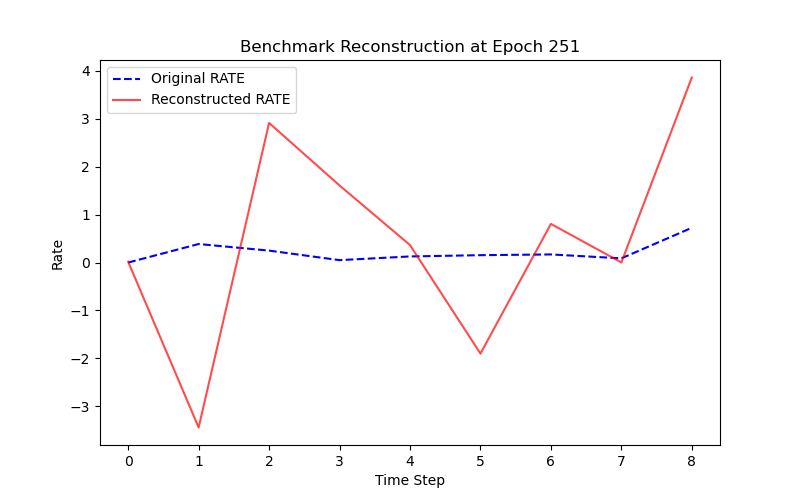 Benchmark Reconstruction at Epoch 251
Original RATE
Reconstructed RATE
4
3
2
1
0
−1
−2
−3
Rate
0 1 2 3 4 5 6 7 8
Time Step